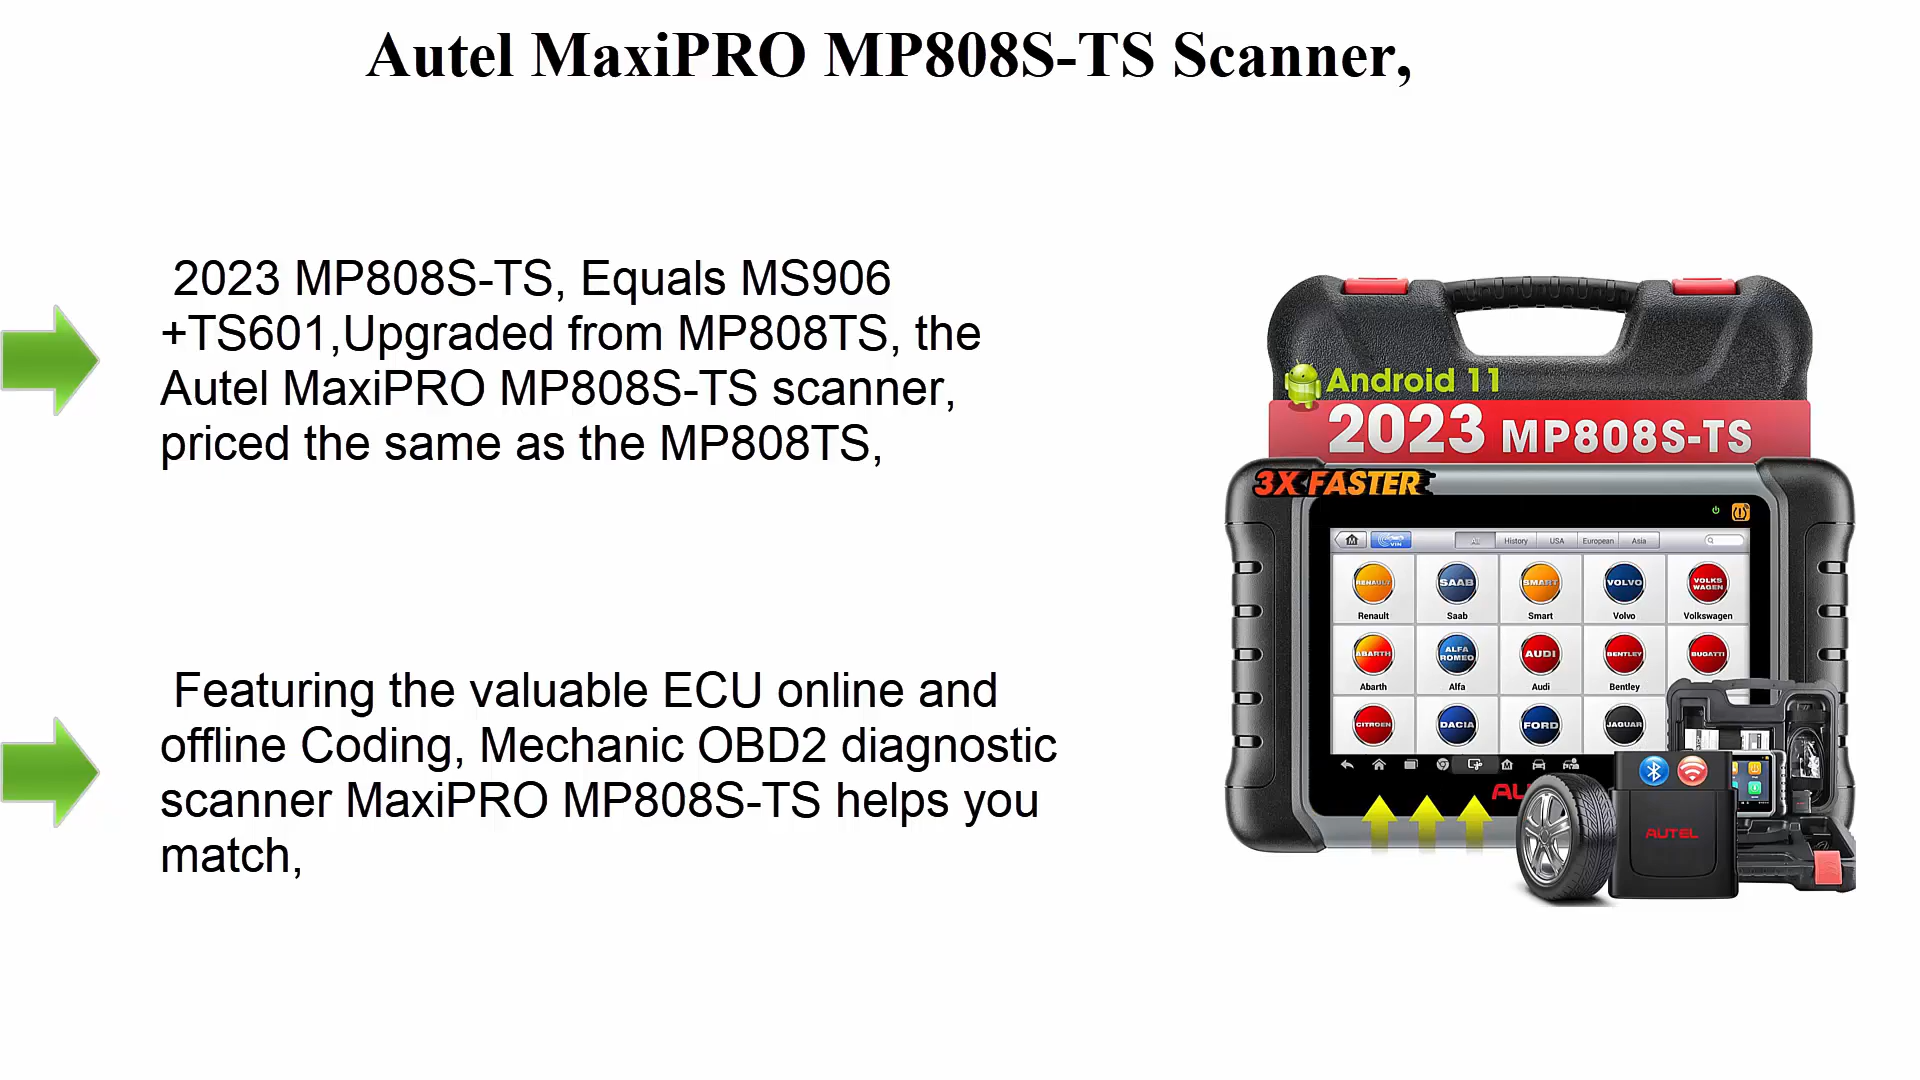 Autel MaxiPRO MP808S-TS Scanner,
2023 MP808S-TS, Equals MS906
+TS601,Upgraded from MP808TS, the
Autel MaxiPRO MP808S-TS scanner,
priced the same as the MP808TS,
Featuring the valuable ECU online and
offline Coding, Mechanic OBD2 diagnostic
scanner MaxiPRO MP808S-TS helps you
match,
Android 11
2023 MP808S-TS
3X FASTER
VIN All History USA European Asia
RENAULT SAAB SMART VOLVO VOLKS WAGEN
Renault Saab Smart Volvo Volkswagen
ABARTH ALFA ROMEO AUDI BENTLEY BUGATTI
Abarth Alfa Audi Bentley
CITROEN DACIA FORD JAGUAR
AUTEL